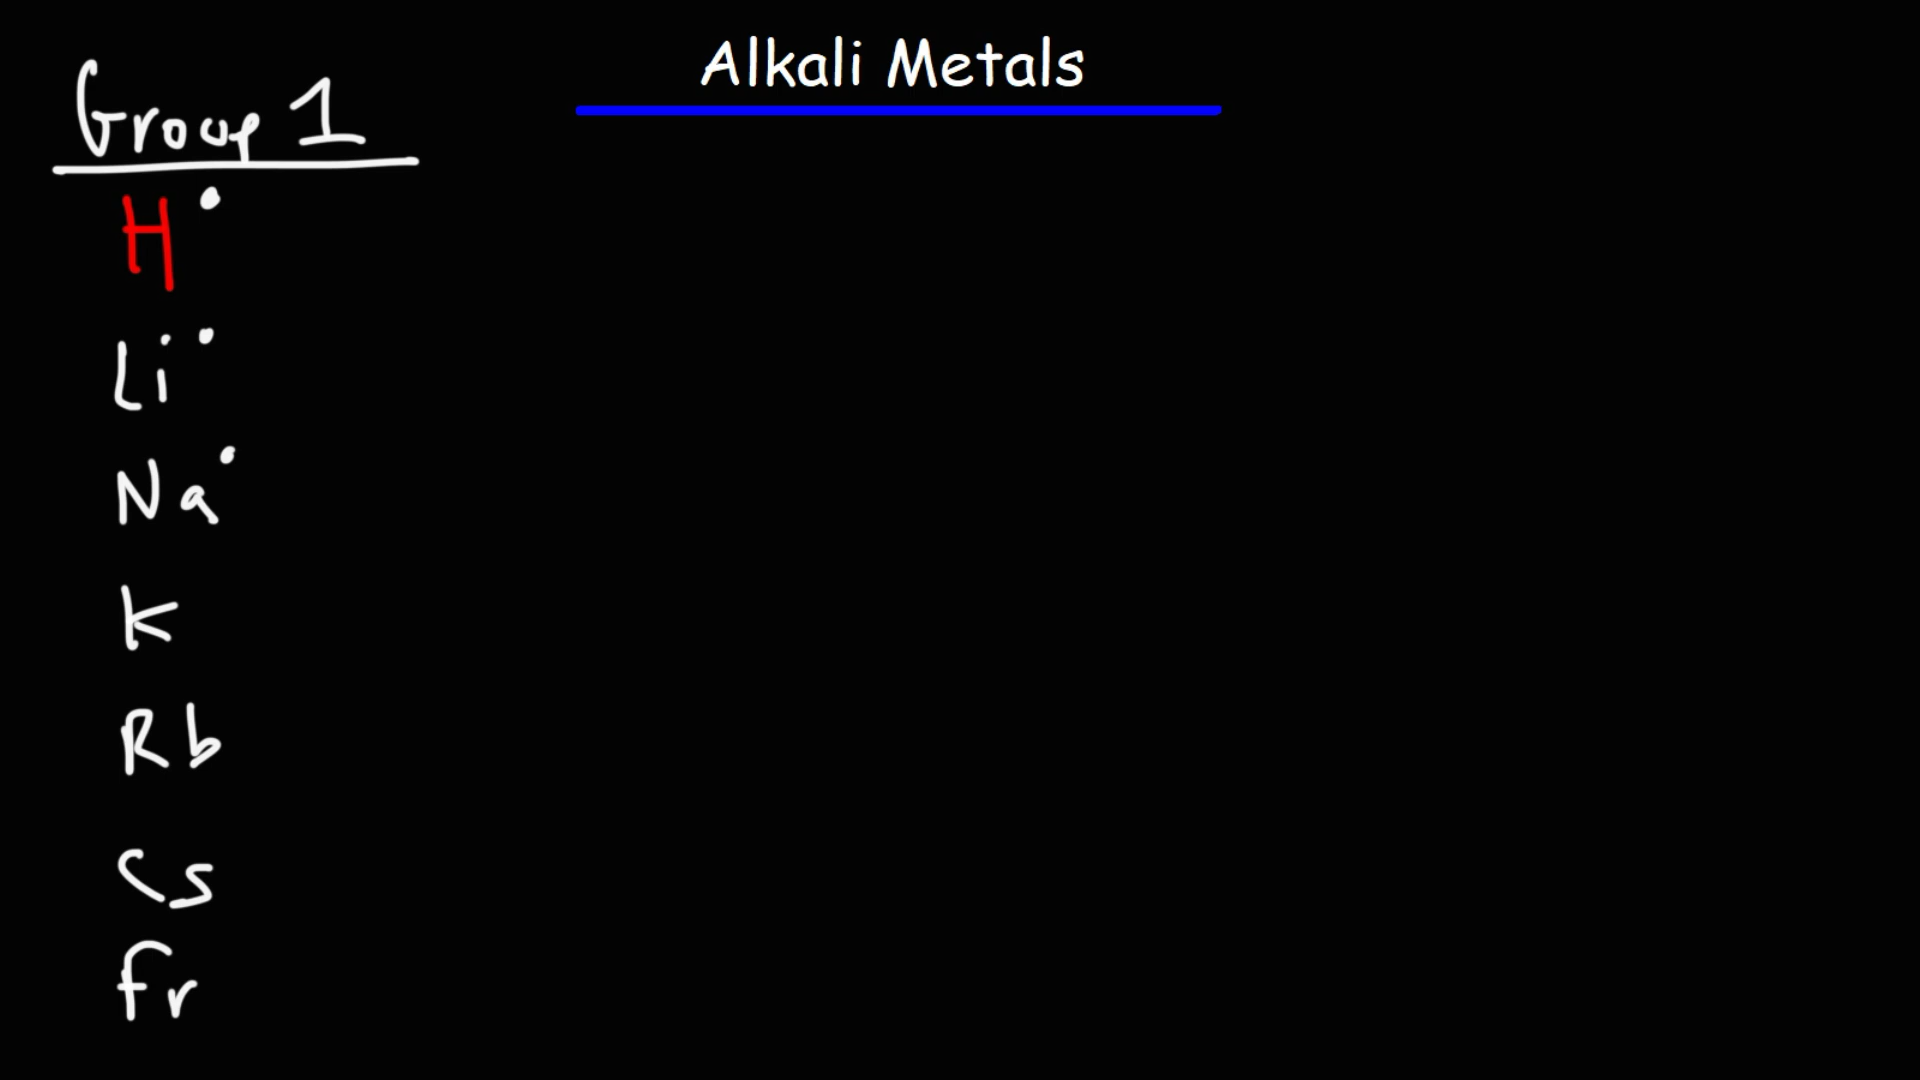 Alkali Metals
Group 1
H•
Li•
Na•
K
Rb
Cs
Fr